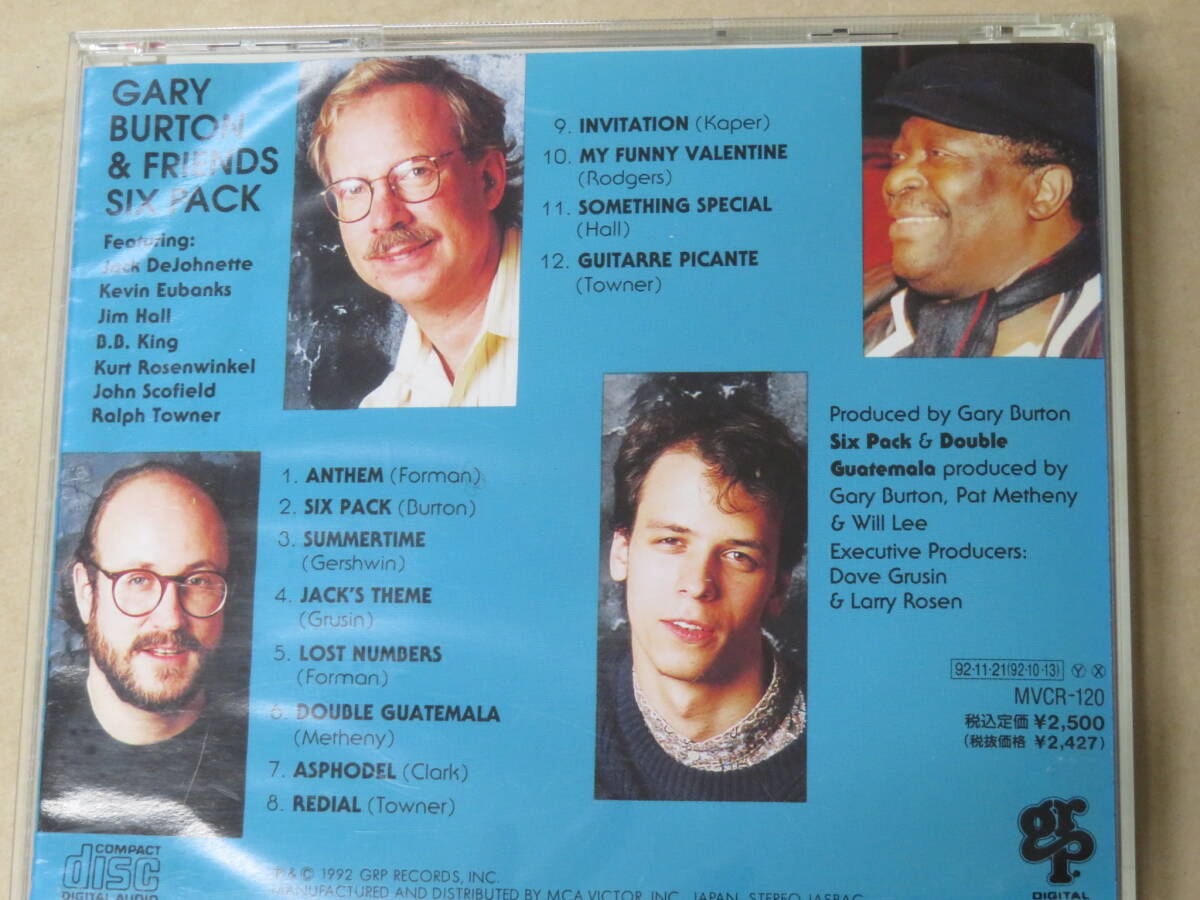 GARY
BURTON
& FRIENDS
SIX PACK
Featuring:
Jack DeJohnette
Kevin Eubanks
Jim Hall
B.B. King
Kurt Rosenwinkel
John Scofield
Ralph Towner
1. ANTHEM (Forman)
2. SIX PACK (Burton)
3. SUMMERTIME
(Gershwin)
4. JACK'S THEME
(Grusin)
5. LOST NUMBERS
(Forman)
6. DOUBLE GUATEMALA
(Metheny)
7. ASPHODEL (Clark)
8. REDIAL (Towner)
9. INVITATION (Kaper)
10. MY FUNNY VALENTINE
(Rodgers)
11. SOMETHING SPECIAL
(Hall)
12. GUITARRE PICANTE
(Towner)
Produced by Gary Burton
Six Pack & Double
Guatemala produced by
Gary Burton, Pat Metheny
& Will Lee
Executive Producers:
Dave Grusin
& Larry Rosen
92·11·21(92·10·13) Y X
MVCR-120
税込定価 ¥2,500
(税抜価格 ¥2,427)
COMPACT
disc
DIGITAL AUDIO
℗ & © 1992 GRP RECORDS, INC.
MANUFACTURED AND DISTRIBUTED BY MCA VICTOR, INC., JAPAN. STEREO JASRAC
grp
DIGITAL